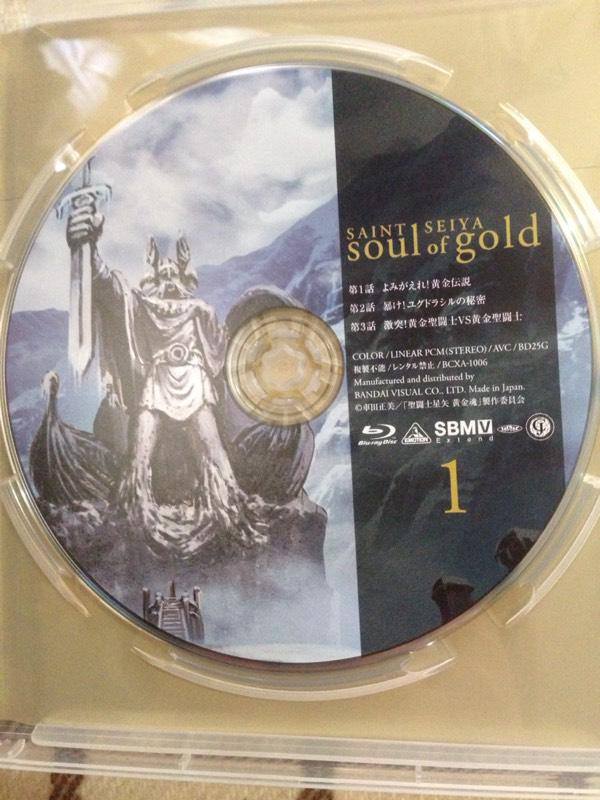 SAINT SEIYA
soul of gold
第1話 よみがえれ!黄金伝説
第2話 暴け!ユグドラシルの秘密
第3話 激突!黄金聖闘士VS黄金聖闘士
COLOR/LINEAR PCM(STEREO)/AVC/BD25G
複製不能/レンタル禁止/BCXA-1006
Manufactured and distributed by
BANDAI VISUAL CO., LTD. Made in Japan.
©車田正美/「聖闘士星矢 黄金魂」製作委員会
Blu-ray Disc EMOTION SBMV
Extend
1